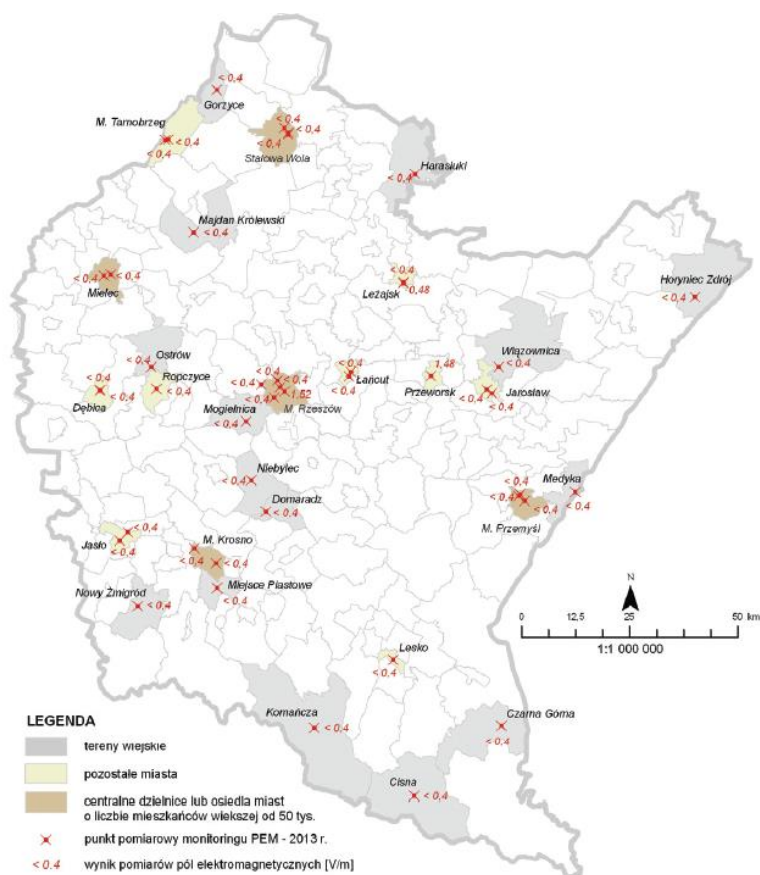 < 0,4
Gorzyce
M. Tarnobrzeg
< 0,4
< 0,4
< 0,4
< 0,4
< 0,4
Stalowa Wola
Harasiuki
< 0,4
Majdan Królewski
< 0,4
< 0,4
< 0,4
Mielec
< 0,4
0,48
Leżajsk
Horyniec Zdrój
< 0,4
Wiązownica
< 0,4
Ostrów
< 0,4
Ropczyce
< 0,4
< 0,4
< 0,4
Dębica
< 0,4
< 0,4
< 0,4
1,52
M. Rzeszów
Mogielnica
< 0,4
< 0,4
Łańcut
< 0,4
1,48
Przeworsk
Jarosław
< 0,4
< 0,4
Niebylec
< 0,4
Domaradz
< 0,4
< 0,4
< 0,4
< 0,4
M. Przemyśl
Medyka
< 0,4
< 0,4
Jasło
< 0,4
M. Krosno
< 0,4
< 0,4
Miejsce Piastowe
< 0,4
Nowy Żmigród
< 0,4
N
0
12,5
25
50 km
1:1 000 000
Lesko
< 0,4
Komańcza
< 0,4
Czarna Górna
< 0,4
Cisna
< 0,4
LEGENDA
tereny wiejskie
pozostałe miasta
centralne dzielnice lub osiedla miast
o liczbie mieszkańców wiekszej od 50 tys.
punkt pomiarowy monitoringu PEM - 2013 r.
< 0.4 wynik pomiarów pól elektromagnetycznych [V/m]